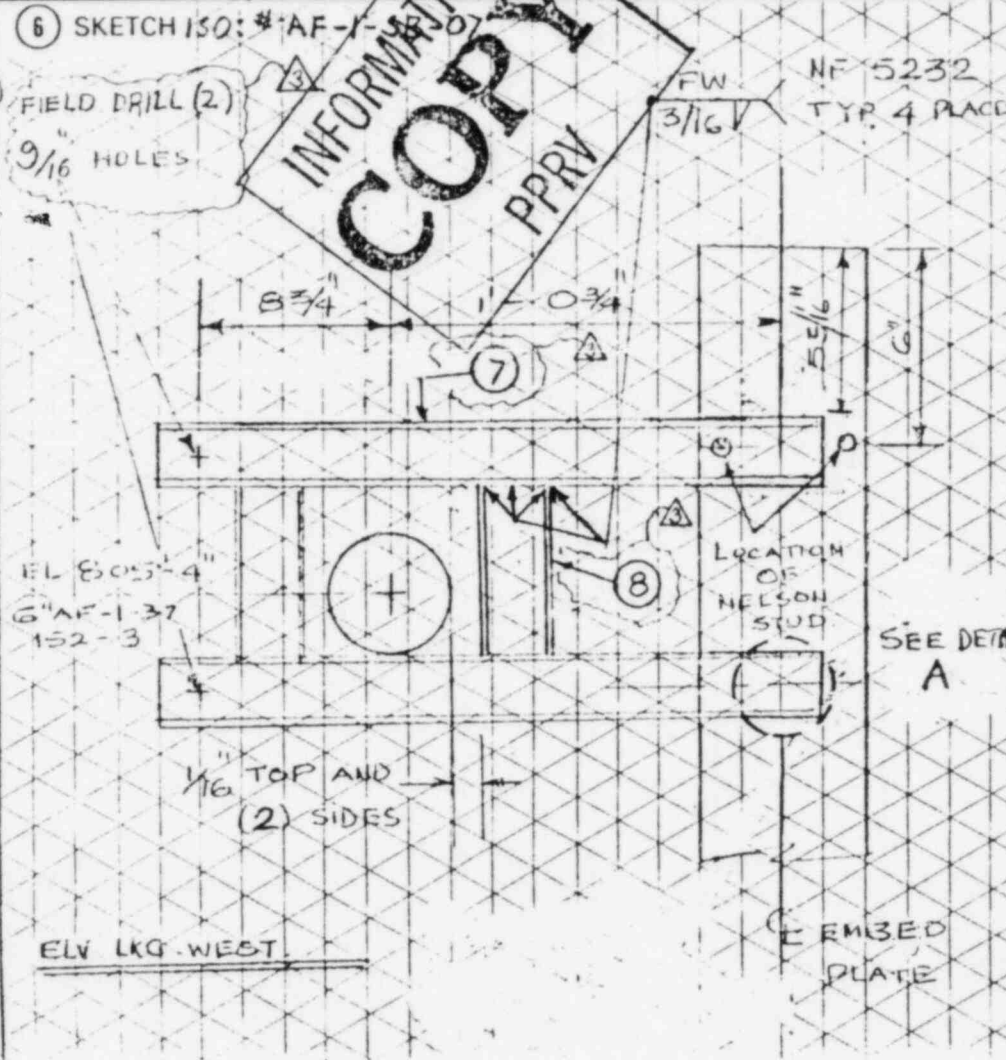 6 SKETCH ISO: # AF-1-
INFORMAT
COPY
PPRV
3
FIELD DRILL (2)
9/16" HOLES
FW
3/16
NF 5232
TYP. 4 PLACE
8 3/4"
0 3/4"
5 5/16"
6"
7
3
8
LOCATION
OF
NELSON
STUD
EL 805'-4"
6"AF-1-37
152-3
SEE DETA
A
1/16" TOP AND
(2) SIDES
ELV LKG WEST
℄ EMBED
PLATE